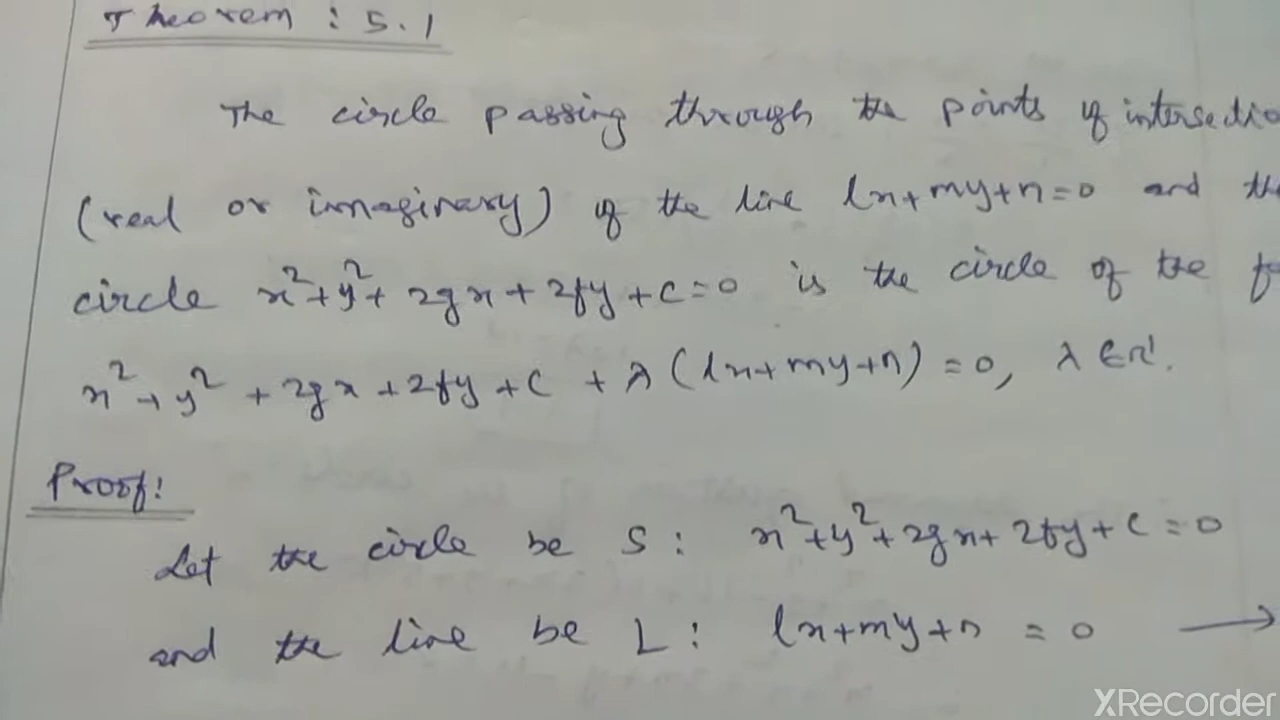 Theorem : 5.1
The circle passing through the points of intersectio
(real or imaginary) of the line lx+my+n=0 and th
circle x²+y²+2gx+2fy+c=0 is the circle of the f
x²+y²+2gx+2fy+c+λ(lx+my+n)=0, λ∈R¹.
Proof:
Let the circle be S: x²+y²+2gx+2fy+c=0
and the line be L: lx+my+n=0 →
XRecorder